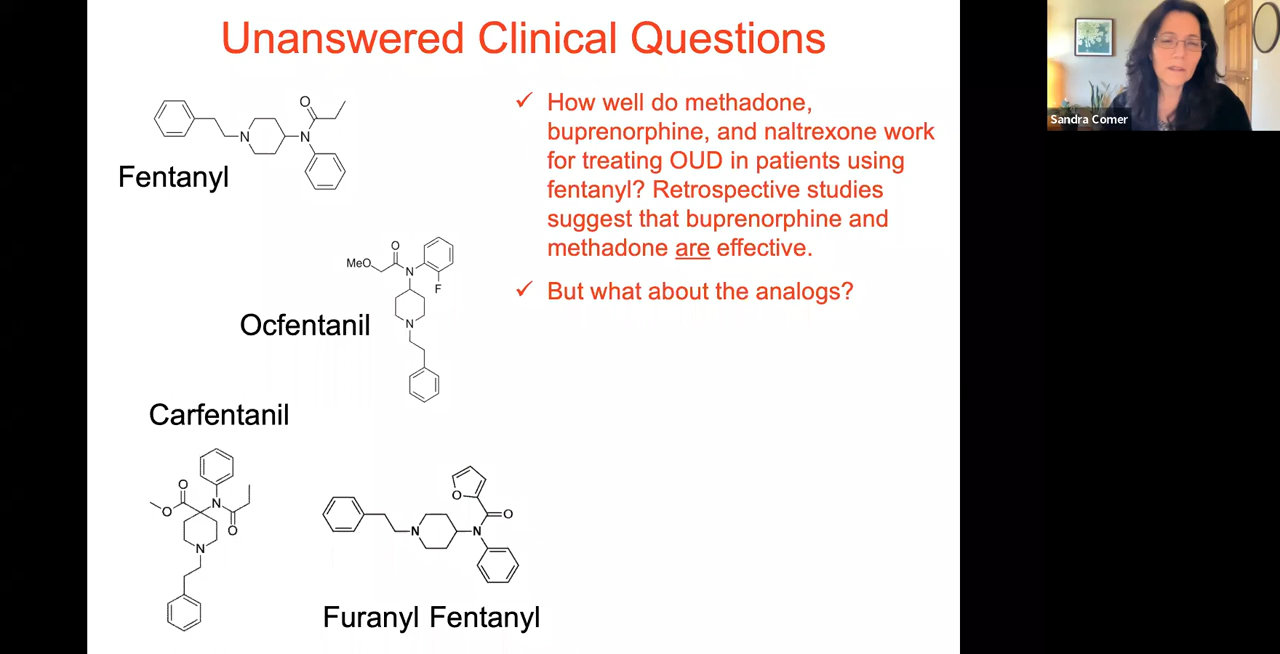 Unanswered Clinical Questions
Sandra Comer
O
N
N
Fentanyl
✓ How well do methadone,
buprenorphine, and naltrexone work
for treating OUD in patients using
fentanyl? Retrospective studies
suggest that buprenorphine and
methadone are effective.
✓ But what about the analogs?
O
MeO
N
F
N
Ocfentanil
Carfentanil
O
O
N
O
N
O
O
N
N
Furanyl Fentanyl